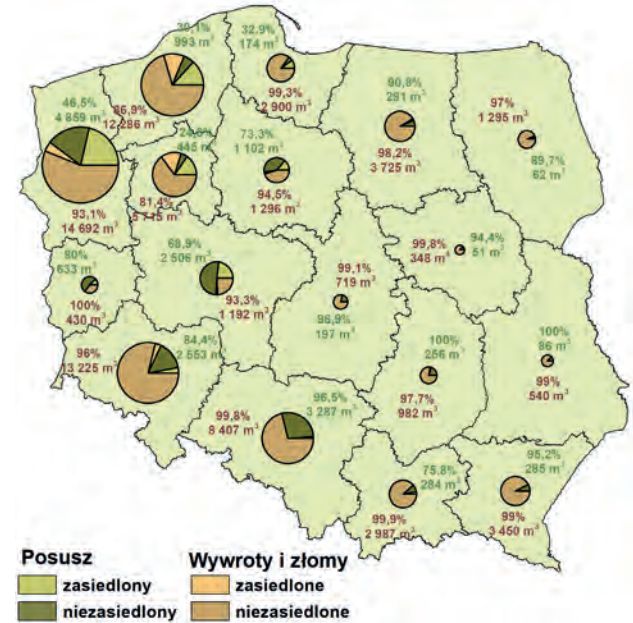 39,1%
993 m³
32,9%
174 m³
99,3%
2 900 m³
90,8%
291 m³
98,2%
3 725 m³
97%
1 295 m³
89,7%
62 m³
46,5%
4 859 m³
86,9%
12 286 m³
93,1%
14 692 m³
445 m³
81,4%
5 715 m³
73,3%
1 102 m³
94,5%
1 296 m³
80%
633 m³
100%
430 m³
68,9%
2 506 m³
93,3%
1 192 m³
99,1%
719 m³
96,9%
197 m³
99,8%
348 m³
94,4%
51 m³
96%
13 225 m³
84,4%
2 553 m³
100%
256 m³
97,7%
982 m³
100%
86 m³
99%
540 m³
99,8%
8 407 m³
96,5%
3 287 m³
75,8%
284 m³
99,9%
2 987 m³
95,2%
285 m³
99%
3 450 m³
Posusz
zasiedlony
niezasiedlony
Wywroty i złomy
zasiedlone
niezasiedlone